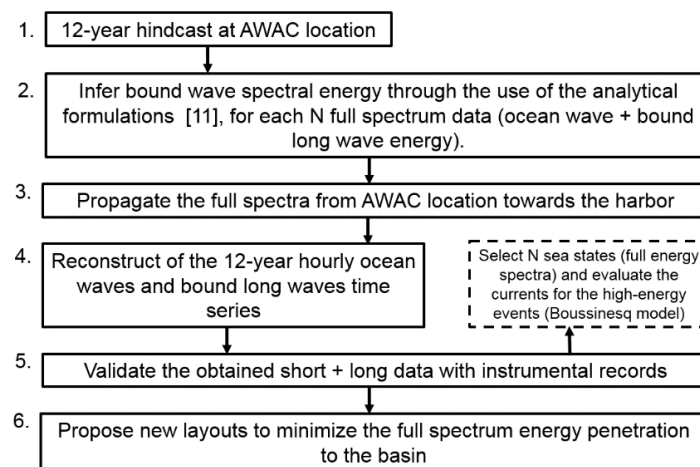 1. 12-year hindcast at AWAC location
2. Infer bound wave spectral energy through the use of the analytical
formulations [11], for each N full spectrum data (ocean wave + bound
long wave energy).
3. Propagate the full spectra from AWAC location towards the harbor
4. Reconstruct of the 12-year hourly ocean
waves and bound long waves time
series
Select N sea states (full energy
spectra) and evaluate the
currents for the high-energy
events (Boussinesq model)
5. Validate the obtained short + long data with instrumental records
6. Propose new layouts to minimize the full spectrum energy penetration
to the basin